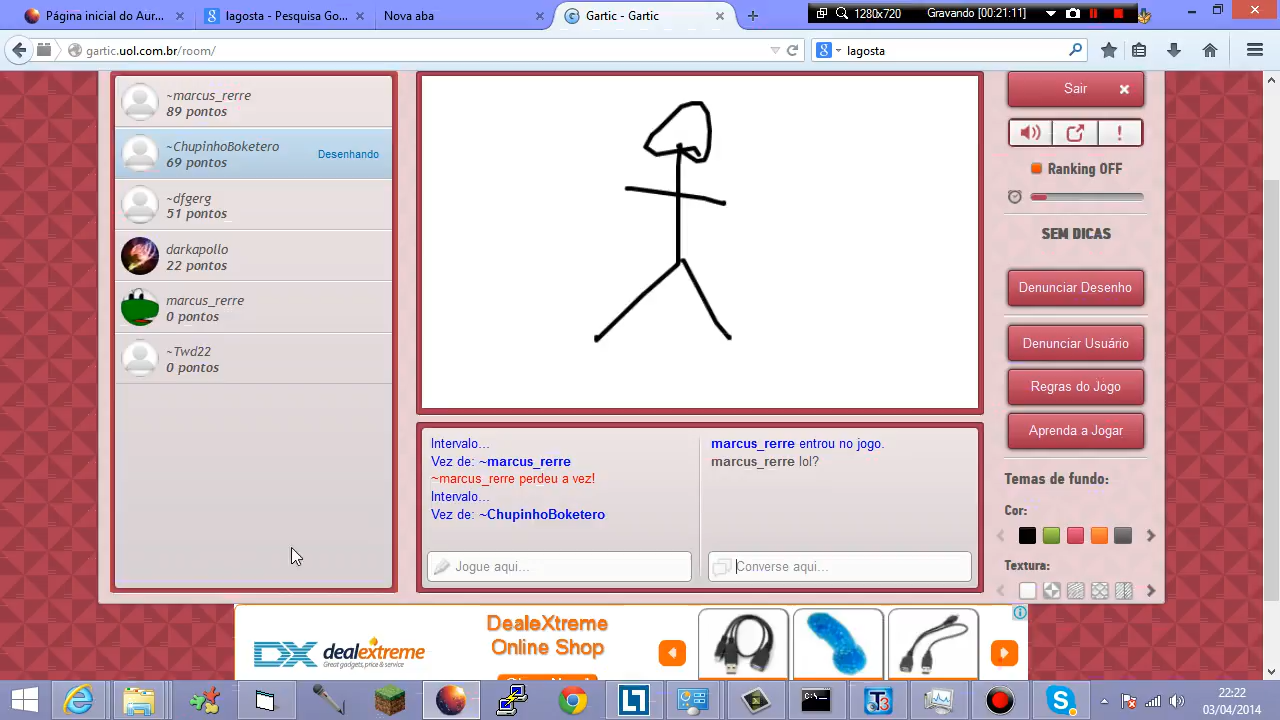 Página inicial do Aur...
lagosta - Pesquisa Go...
Nova aba
Gartic - Gartic
1280x720
Gravando [00:21:11]
gartic.uol.com.br/room/
lagosta
~marcus_rerre
89 pontos
~ChupinhoBoketero
69 pontos
Desenhando
~dfgerg
51 pontos
darkapollo
22 pontos
marcus_rerre
0 pontos
~Twd22
0 pontos
Intervalo...
Vez de: ~marcus_rerre
~marcus_rerre perdeu a vez!
Intervalo...
Vez de: ~ChupinhoBoketero
Jogue aqui...
marcus_rerre entrou no jogo.
marcus_rerre lol?
Converse aqui...
Sair
Ranking OFF
SEM DICAS
Denunciar Desenho
Denunciar Usuário
Regras do Jogo
Aprenda a Jogar
Temas de fundo:
Cor:
Textura:
DX dealextreme
Great gadgets, price & service
DealeXtreme
Online Shop
22:22
03/04/2014